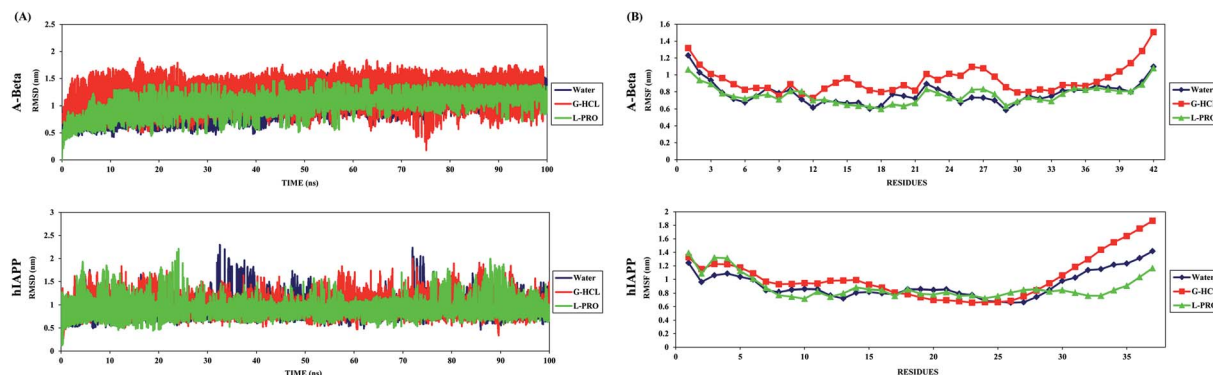 (A)
A-Beta
RMSD (nm)
2.5
2
1.5
1
0.5
0
0 10 20 30 40 50 60 70 80 90 100
TIME (ns)
Water
G-HCL
L-PRO
hIAPP
RMSD (nm)
3
2.5
2
1.5
1
0.5
0
0 10 20 30 40 50 60 70 80 90 100
TIME (ns)
Water
G-HCL
L-PRO
(B)
A-Beta
RMSF (nm)
1.6
1.4
1.2
1
0.8
0.6
0.4
0.2
0
0 3 6 9 12 15 18 21 24 27 30 33 36 39 42
RESIDUES
Water
G-HCL
L-PRO
hIAPP
RMSF (nm)
2
1.8
1.6
1.4
1.2
1
0.8
0.6
0.4
0.2
0
0 5 10 15 20 25 30 35
RESIDUES
Water
G-HCL
L-PRO